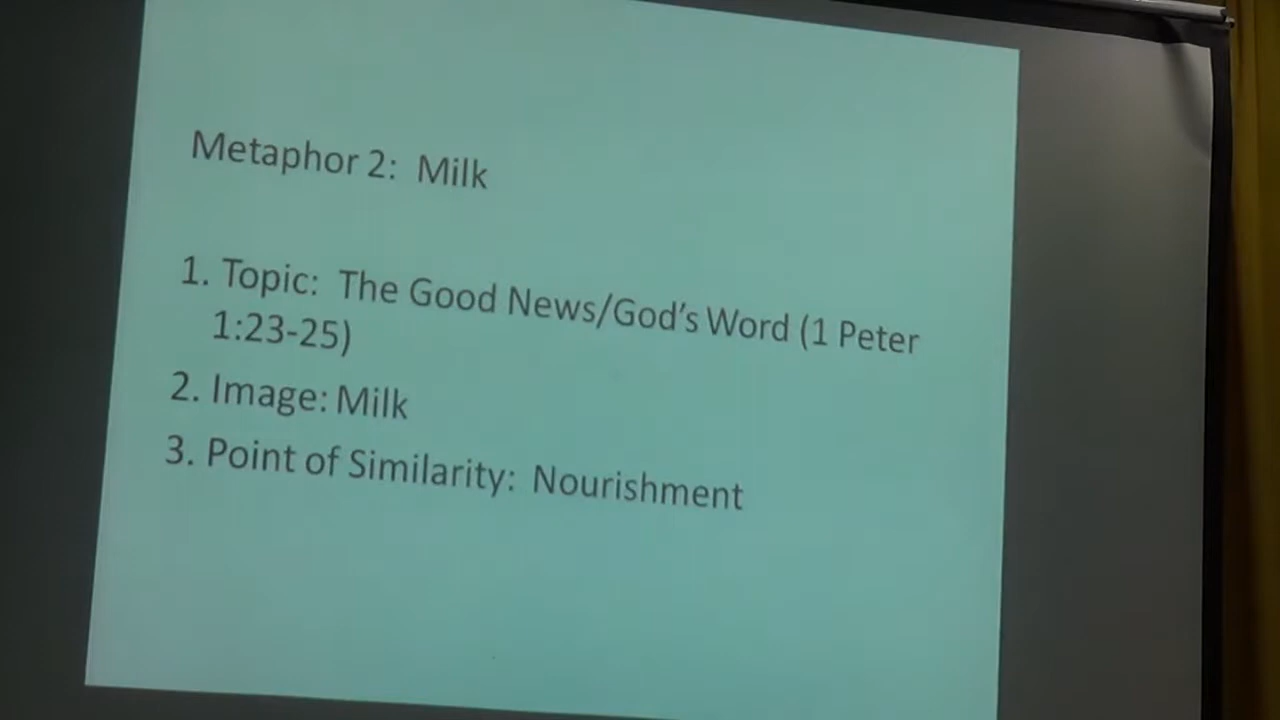 Metaphor 2: Milk
1. Topic: The Good News/God's Word (1 Peter
1:23-25)
2. Image: Milk
3. Point of Similarity: Nourishment